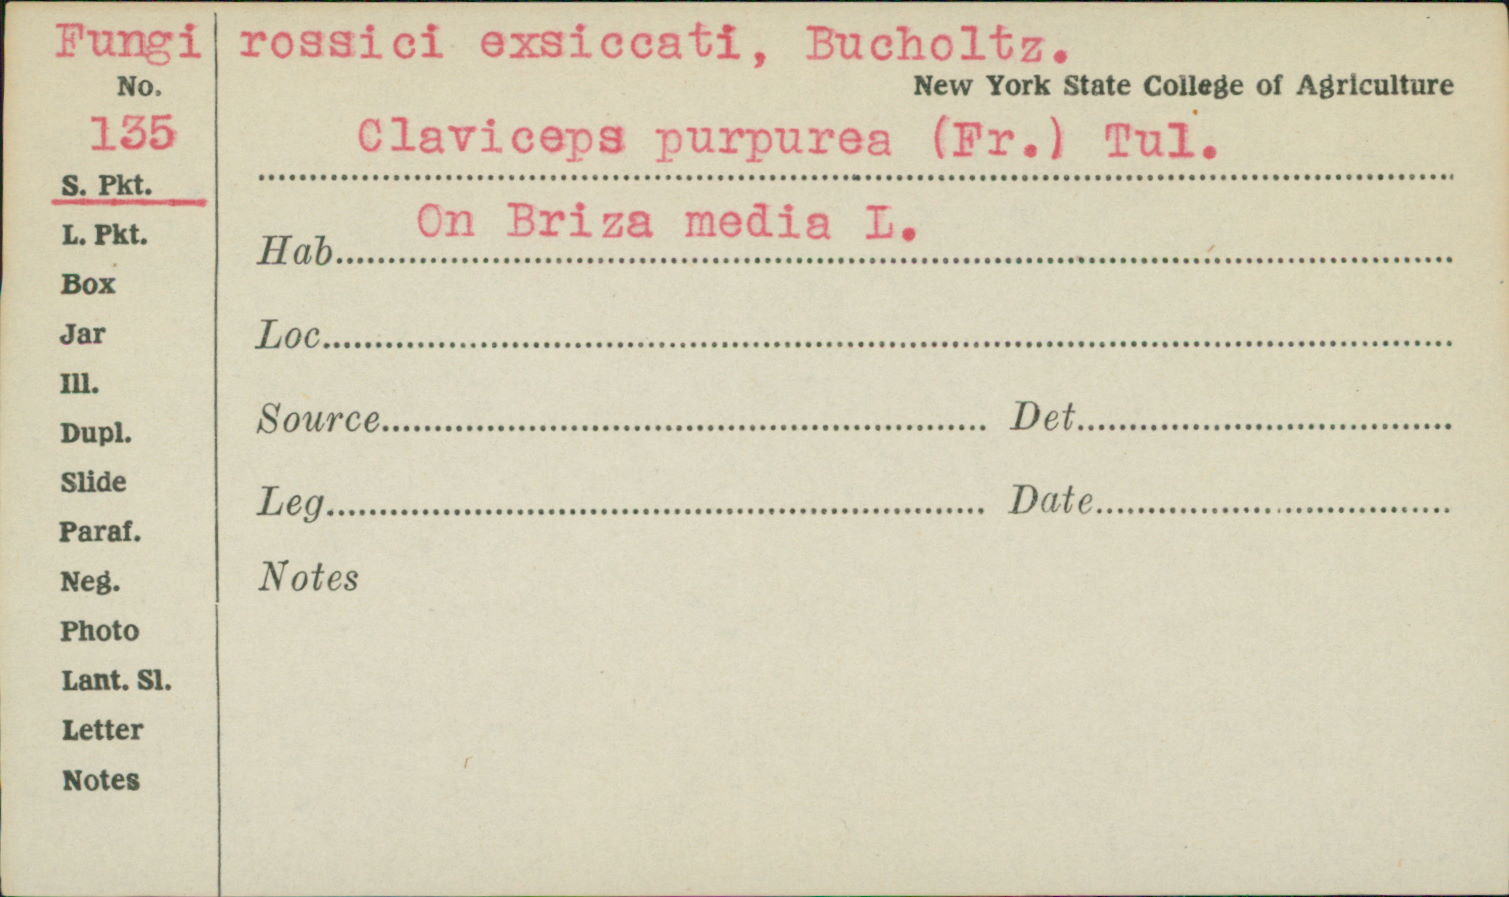 Fungi rossici exsiccati, Bucholtz.
No.
New York State College of Agriculture
135
Claviceps purpurea (Fr.) Tul.
S. Pkt.
On Briza media L.
L. Pkt.
Hab.
Box
Loc.
Jar
Ill.
Source
Det.
Dupl.
Slide
Leg.
Date
Paraf.
Neg.
Notes
Photo
Lant. Sl.
Letter
Notes